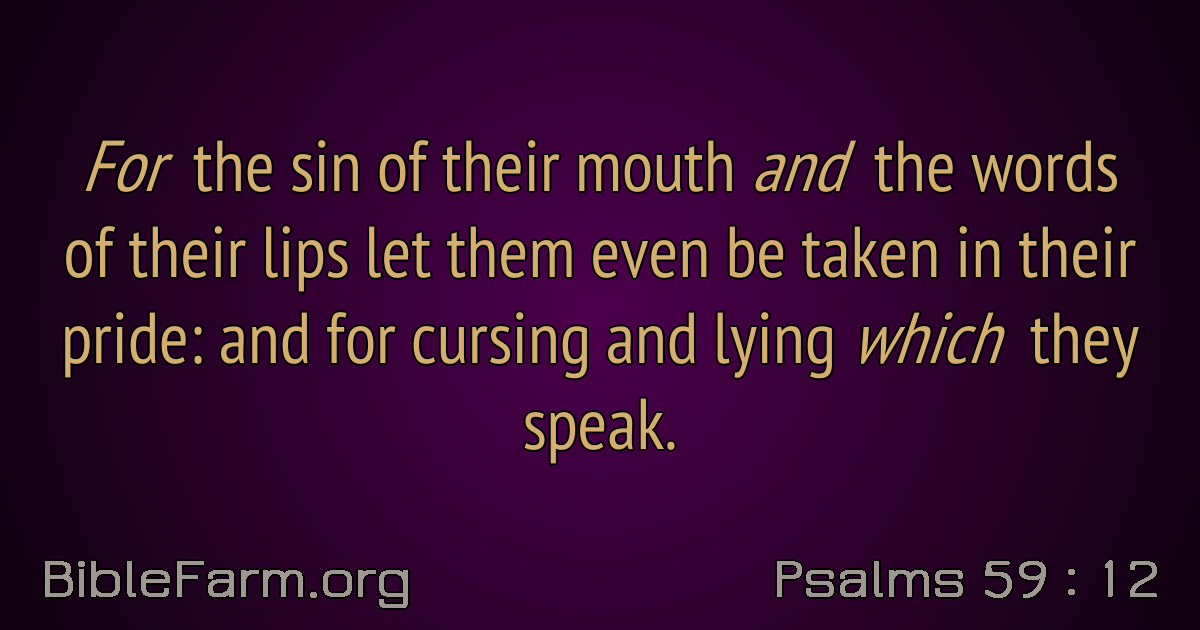 For the sin of their mouth and the words
of their lips let them even be taken in their
pride: and for cursing and lying which they
speak.
BibleFarm.org
Psalms 59 : 12